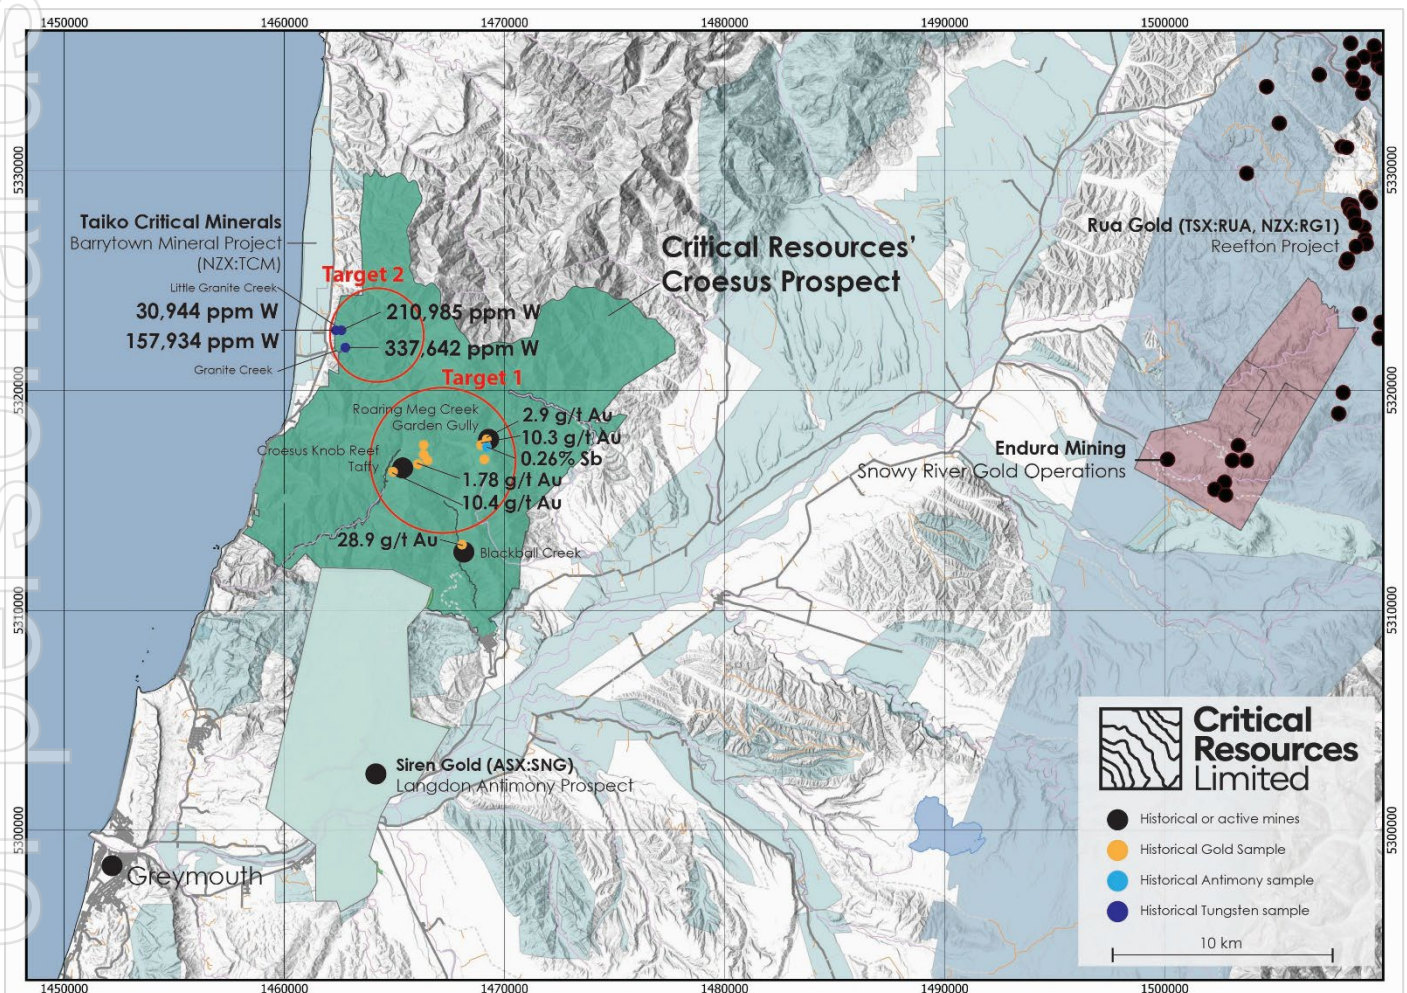 1450000
1460000
1470000
1480000
1490000
1500000
5330000
5330000
Taiko Critical Minerals
Barrytown Mineral Project
(NZX:TCM)
Target 2
Little Granite Creek
30,944 ppm W
210,985 ppm W
157,934 ppm W
337,642 ppm W
Granite Creek
Critical Resources'
Croesus Prospect
Rua Gold (TSX:RUA, NZX:RG1)
Reefton Project
5320000
5320000
Target 1
Roaring Meg Creek
Garden Gully
2.9 g/t Au
10.3 g/t Au
0.26% Sb
Croesus Knob Reef
Taffy
1.78 g/t Au
10.4 g/t Au
28.9 g/t Au
Blackball Creek
Endura Mining
Snowy River Gold Operations
5310000
5310000
Siren Gold (ASX:SNG)
Langdon Antimony Prospect
5300000
5300000
Greymouth
Critical
Resources
Limited
Historical or active mines
Historical Gold Sample
Historical Antimony sample
Historical Tungsten sample
10 km
1450000
1460000
1470000
1480000
1490000
1500000